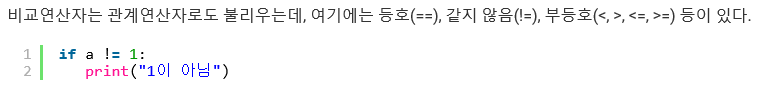 비교연산자는 관계연산자로도 불리우는데, 여기에는 등호(==), 같지 않음(!=), 부등호(<, >, <=, >=) 등이 있다.
1 if a != 1:
2     print("1이 아님")